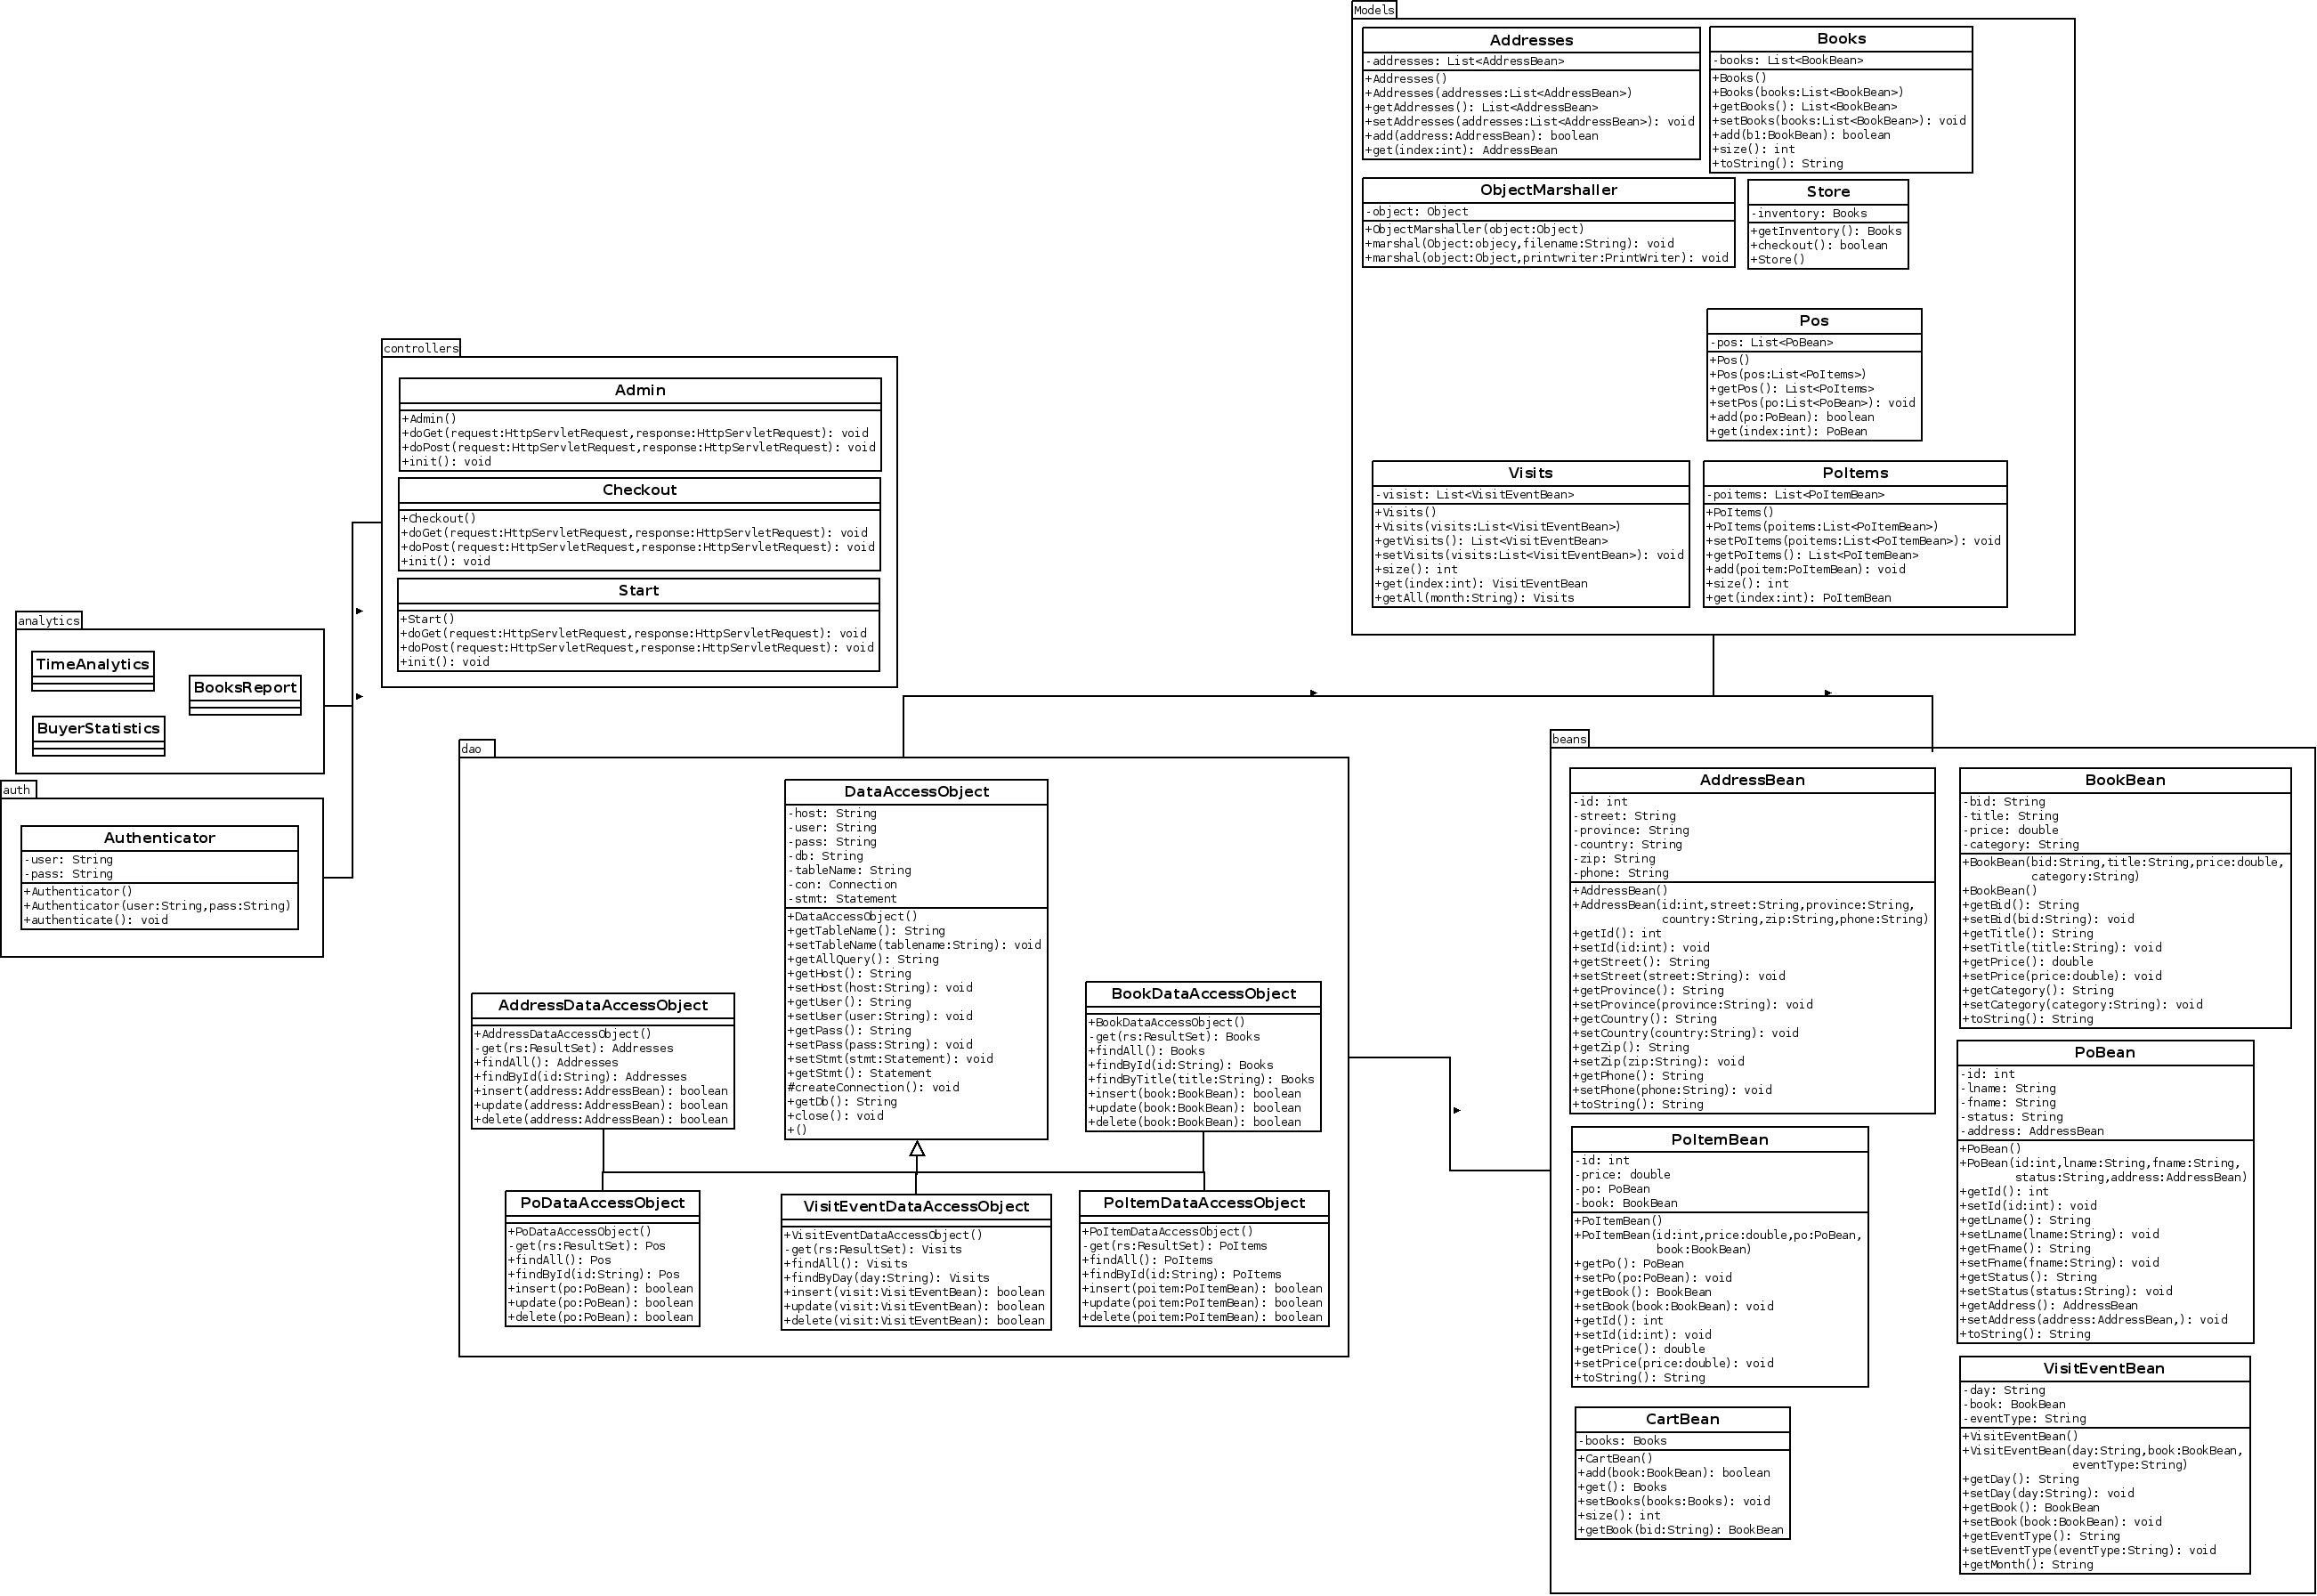 Models
Addresses
-addresses: List<AddressBean>
+Addresses()
+Addresses(addresses:List<AddressBean>)
+getAddresses(): List<AddressBean>
+setAddresses(addresses:List<AddressBean>): void
+add(address:AddressBean): boolean
+get(index:int): AddressBean
Books
-books: List<BookBean>
+Books()
+Books(books:List<BookBean>)
+getBooks(): List<BookBean>
+setBooks(books:List<BookBean>): void
+add(b1:BookBean): boolean
+size(): int
+toString(): String
ObjectMarshaller
-object: Object
+ObjectMarshaller(object:Object)
+marshal(Object:objecy,filename:String): void
+marshal(object:Object,printwriter:PrintWriter): void
Store
-inventory: Books
+getInventory(): Books
+checkout(): boolean
+Store()
Pos
-pos: List<PoBean>
+Pos()
+Pos(pos:List<PoItems>)
+getPos(): List<PoItems>
+setPos(po:List<PoBean>): void
+add(po:PoBean): boolean
+get(index:int): PoBean
Visits
-visist: List<VisitEventBean>
+Visits()
+Visits(visits:List<VisitEventBean>)
+getVisits(): List<VisitEventBean>
+setVisits(visits:List<VisitEventBean>): void
+size(): int
+get(index:int): VisitEventBean
+getAll(month:String): Visits
PoItems
-poitems: List<PoItemBean>
+PoItems()
+PoItems(poitems:List<PoItemBean>)
+setPoItems(poitems:List<PoItemBean>): void
+getPoItems(): List<PoItemBean>
+add(poitem:PoItemBean): void
+size(): int
+get(index:int): PoItemBean
controllers
Admin
+Admin()
+doGet(request:HttpServletRequest,response:HttpServletRequest): void
+doPost(request:HttpServletRequest,response:HttpServletRequest): void
+init(): void
Checkout
+Checkout()
+doGet(request:HttpServletRequest,response:HttpServletRequest): void
+doPost(request:HttpServletRequest,response:HttpServletRequest): void
+init(): void
Start
+Start()
+doGet(request:HttpServletRequest,response:HttpServletRequest): void
+doPost(request:HttpServletRequest,response:HttpServletRequest): void
+init(): void
analytics
TimeAnalytics
BooksReport
BuyerStatistics
auth
Authenticator
-user: String
-pass: String
+Authenticator()
+Authenticator(user:String,pass:String)
+authenticate(): void
dao
DataAccessObject
-host: String
-user: String
-pass: String
-db: String
-tableName: String
-con: Connection
-stmt: Statement
+DataAccessObject()
+getTableName(): String
+setTableName(tablename:String): void
+getAllQuery(): String
+getHost(): String
+setHost(host:String): void
+getUser(): String
+setUser(user:String): void
+getPass(): String
+setPass(pass:String): void
+setStmt(stmt:Statement): void
+getStmt(): Statement
#createConnection(): void
+getDb(): String
+close(): void
+()
AddressDataAccessObject
+AddressDataAccessObject()
-get(rs:ResultSet): Addresses
+findAll(): Addresses
+findById(id:String): Addresses
+insert(address:AddressBean): boolean
+update(address:AddressBean): boolean
+delete(address:AddressBean): boolean
BookDataAccessObject
+BookDataAccessObject()
-get(rs:ResultSet): Books
+findAll(): Books
+findById(id:String): Books
+findByTitle(title:String): Books
+insert(book:BookBean): boolean
+update(book:BookBean): boolean
+delete(book:BookBean): boolean
PoDataAccessObject
+PoDataAccessObject()
-get(rs:ResultSet): Pos
+findAll(): Pos
+findById(id:String): Pos
+insert(po:PoBean): boolean
+update(po:PoBean): boolean
+delete(po:PoBean): boolean
VisitEventDataAccessObject
+VisitEventDataAccessObject()
-get(rs:ResultSet): Visits
+findAll(): Visits
+findByDay(day:String): Visits
+insert(visit:VisitEventBean): boolean
+update(visit:VisitEventBean): boolean
+delete(visit:VisitEventBean): boolean
PoItemDataAccessObject
+PoItemDataAccessObject()
-get(rs:ResultSet): PoItems
+findAll(): PoItems
+findById(id:String): PoItems
+insert(poitem:PoItemBean): boolean
+update(poitem:PoItemBean): boolean
+delete(poitem:PoItemBean): boolean
beans
AddressBean
-id: int
-street: String
-province: String
-country: String
-zip: String
-phone: String
+AddressBean()
+AddressBean(id:int,street:String,province:String,
country:String,zip:String,phone:String)
+getId(): int
+setId(id:int): void
+getStreet(): String
+setStreet(street:String): void
+getProvince(): String
+setProvince(province:String): void
+getCountry(): String
+setCountry(country:String): void
+getZip(): String
+setZip(zip:String): void
+getPhone(): String
+setPhone(phone:String): void
+toString(): String
BookBean
-bid: String
-title: String
-price: double
-category: String
+BookBean(bid:String,title:String,price:double,
category:String)
+BookBean()
+getBid(): String
+setBid(bid:String): void
+getTitle(): String
+setTitle(title:String): void
+getPrice(): double
+setPrice(price:double): void
+getCategory(): String
+setCategory(category:String): void
+toString(): String
PoItemBean
-id: int
-price: double
-po: PoBean
-book: BookBean
+PoItemBean()
+PoItemBean(id:int,price:double,po:PoBean,
book:BookBean)
+getPo(): PoBean
+setPo(po:PoBean): void
+getBook(): BookBean
+setBook(book:BookBean): void
+getId(): int
+setId(id:int): void
+getPrice(): double
+setPrice(price:double): void
+toString(): String
PoBean
-id: int
-lname: String
-fname: String
-status: String
-address: AddressBean
+PoBean()
+PoBean(id:int,lname:String,fname:String,
status:String,address:AddressBean)
+getId(): int
+setId(id:int): void
+getLname(): String
+setLname(lname:String): void
+getFname(): String
+setFname(fname:String): void
+getStatus(): String
+setStatus(status:String): void
+getAddress(): AddressBean
+setAddress(address:AddressBean,): void
+toString(): String
CartBean
-books: Books
+CartBean()
+add(book:BookBean): boolean
+get(): Books
+setBooks(books:Books): void
+size(): int
+getBook(bid:String): BookBean
VisitEventBean
-day: String
-book: BookBean
-eventType: String
+VisitEventBean()
+VisitEventBean(day:String,book:BookBean,
eventType:String)
+getDay(): String
+setDay(day:String): void
+getBook(): BookBean
+setBook(book:BookBean): void
+getEventType(): String
+setEventType(eventType:String): void
+getMonth(): String